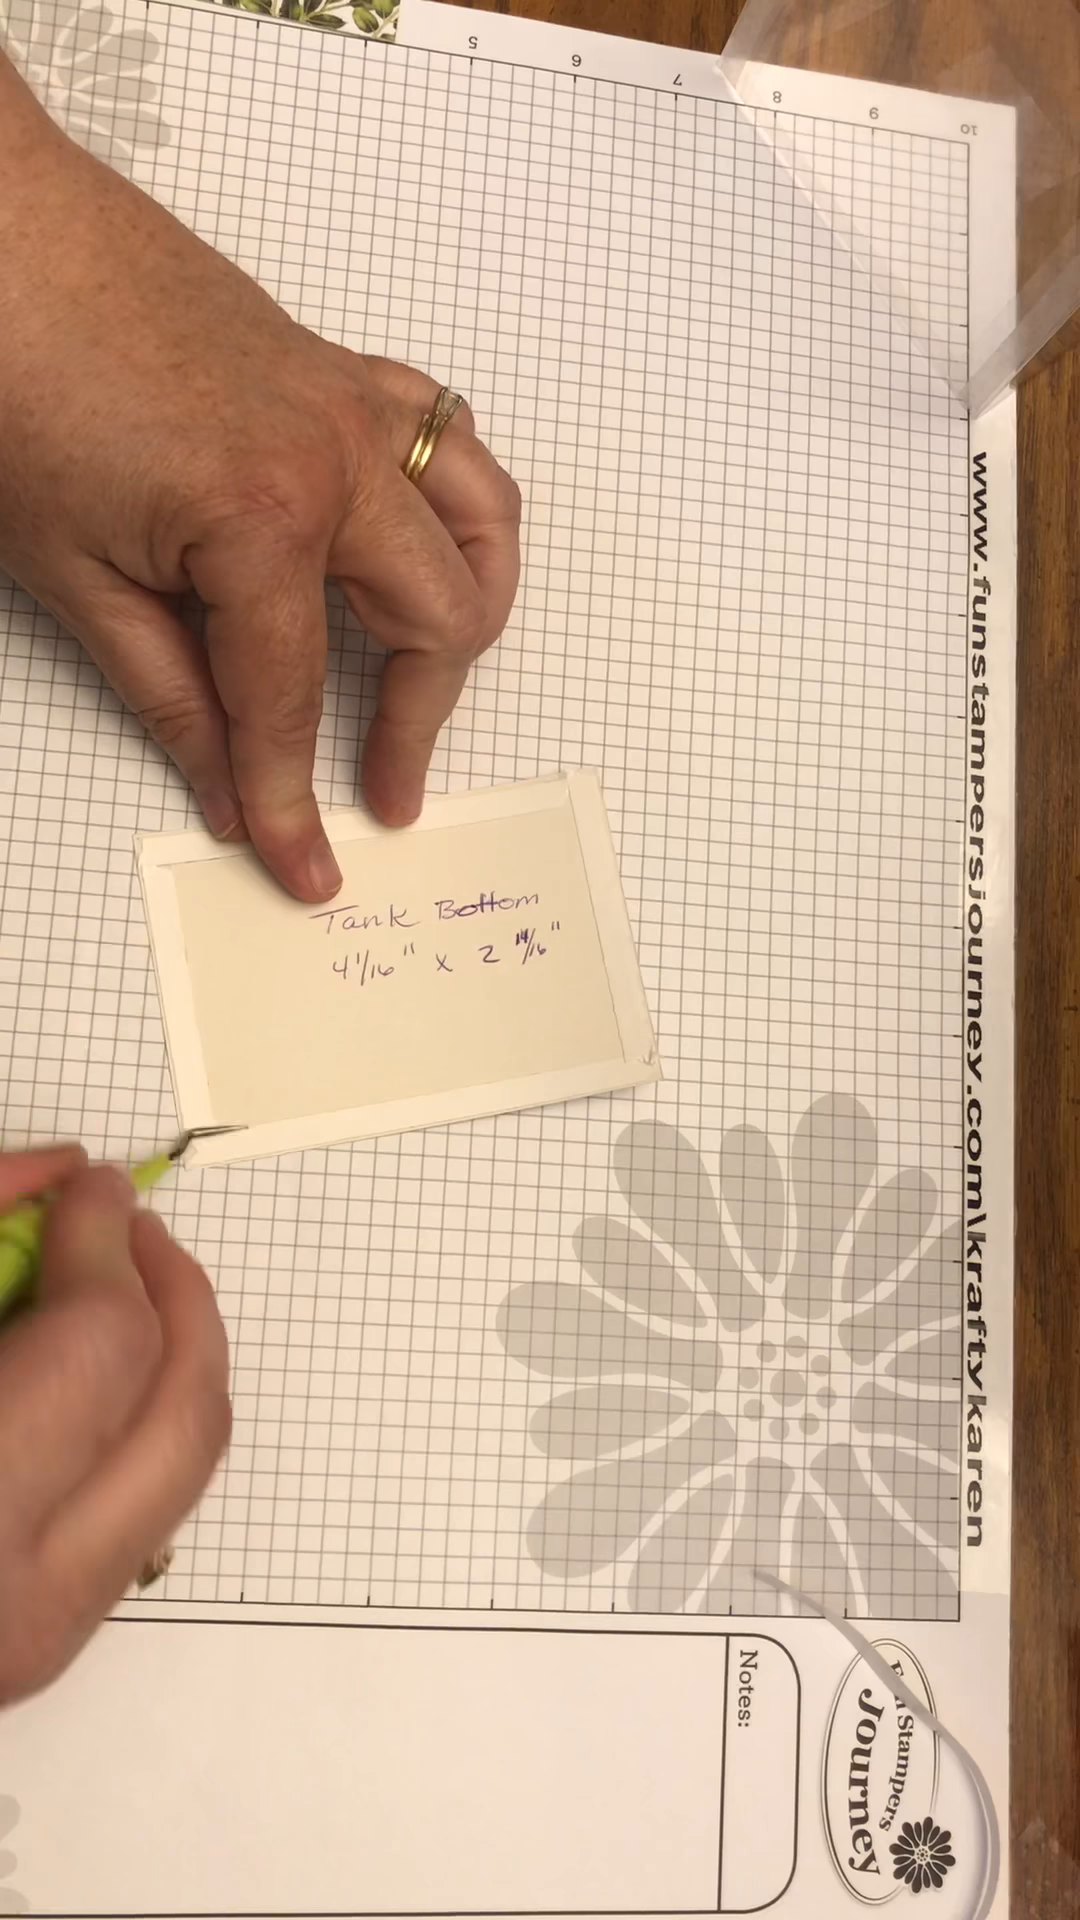 5 6 7 8 9 10
Tank Bottom
4 1/16" x 2 14/16"
www.funstampersjourney.com\kraftykaren
Notes:
Stampers
Journey